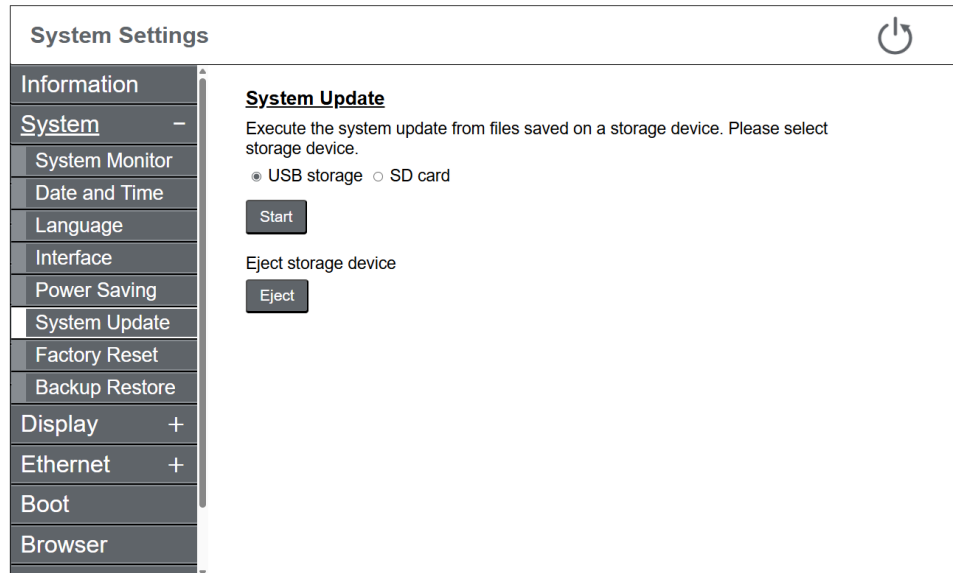 System Settings
Information
System −
System Monitor
Date and Time
Language
Interface
Power Saving
System Update
Factory Reset
Backup Restore
Display +
Ethernet +
Boot
Browser
System Update
Execute the system update from files saved on a storage device. Please select
storage device.
USB storage SD card
Start
Eject storage device
Eject